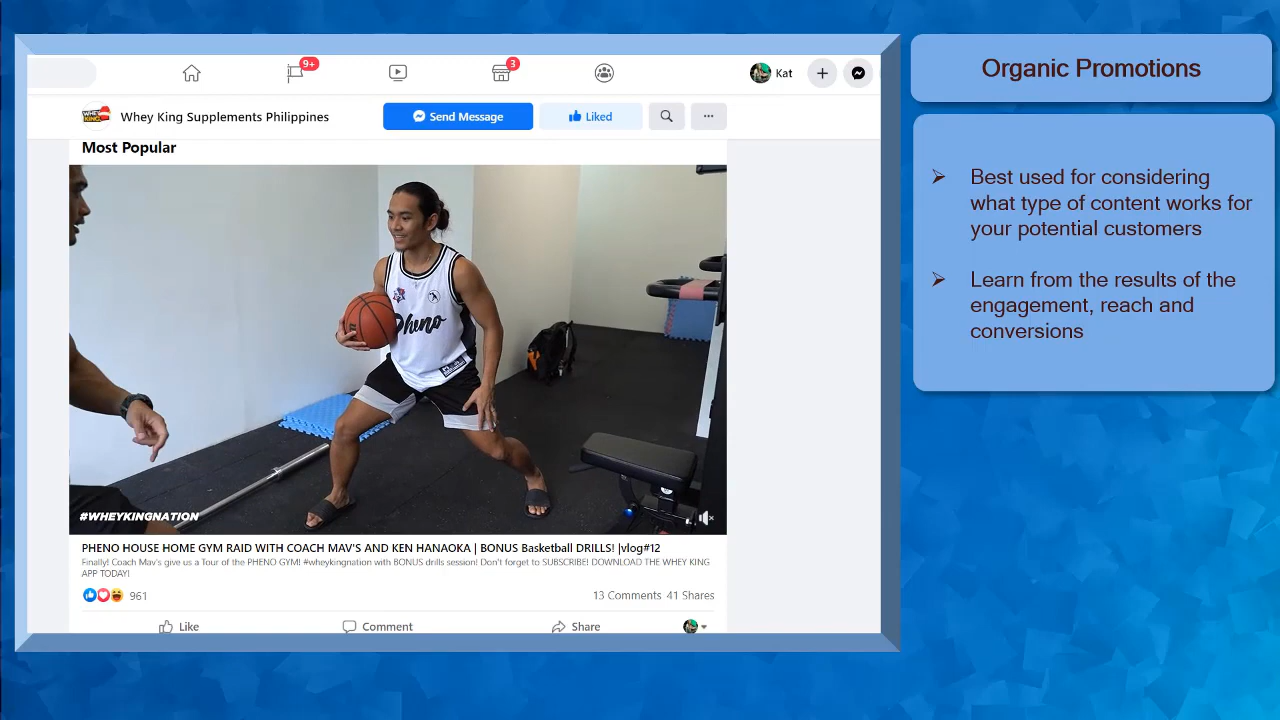 9+
3
Kat
WHEY KING!
Whey King Supplements Philippines
Send Message
Liked
Most Popular
Pheno
#WHEYKINGNATION
PHENO HOUSE HOME GYM RAID WITH COACH MAV'S AND KEN HANAOKA | BONUS Basketball DRILLS! |vlog#12
Finally! Coach Mav's give us a Tour of the PHENO GYM! #wheykingnation with BONUS drills session! Don't forget to SUBSCRIBE! DOWNLOAD THE WHEY KING
APP TODAY!
961
13 Comments 41 Shares
Like
Comment
Share
Organic Promotions
Best used for considering
what type of content works for
your potential customers
Learn from the results of the
engagement, reach and
conversions